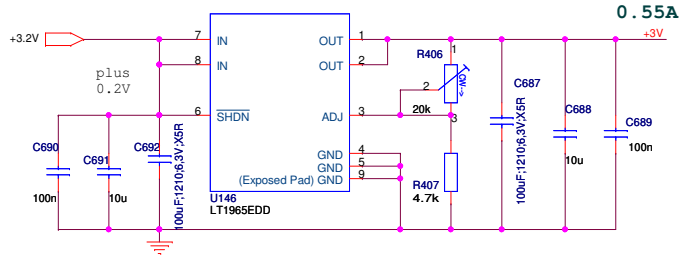 0.55A
+3.2V
+3V
7 IN
OUT 1
8 IN
OUT 2
R406
1
2
CW->
20k
3
plus
0.2V
6 SHDN
ADJ 3
C687
100uF;1210;6,3V;X5R
C688
10u
C689
100n
C690
100n
C691
10u
C692
100uF;1210;6,3V;X5R
GND 4
GND 5
(Exposed Pad) GND 9
U146
LT1965EDD
R407
4.7k